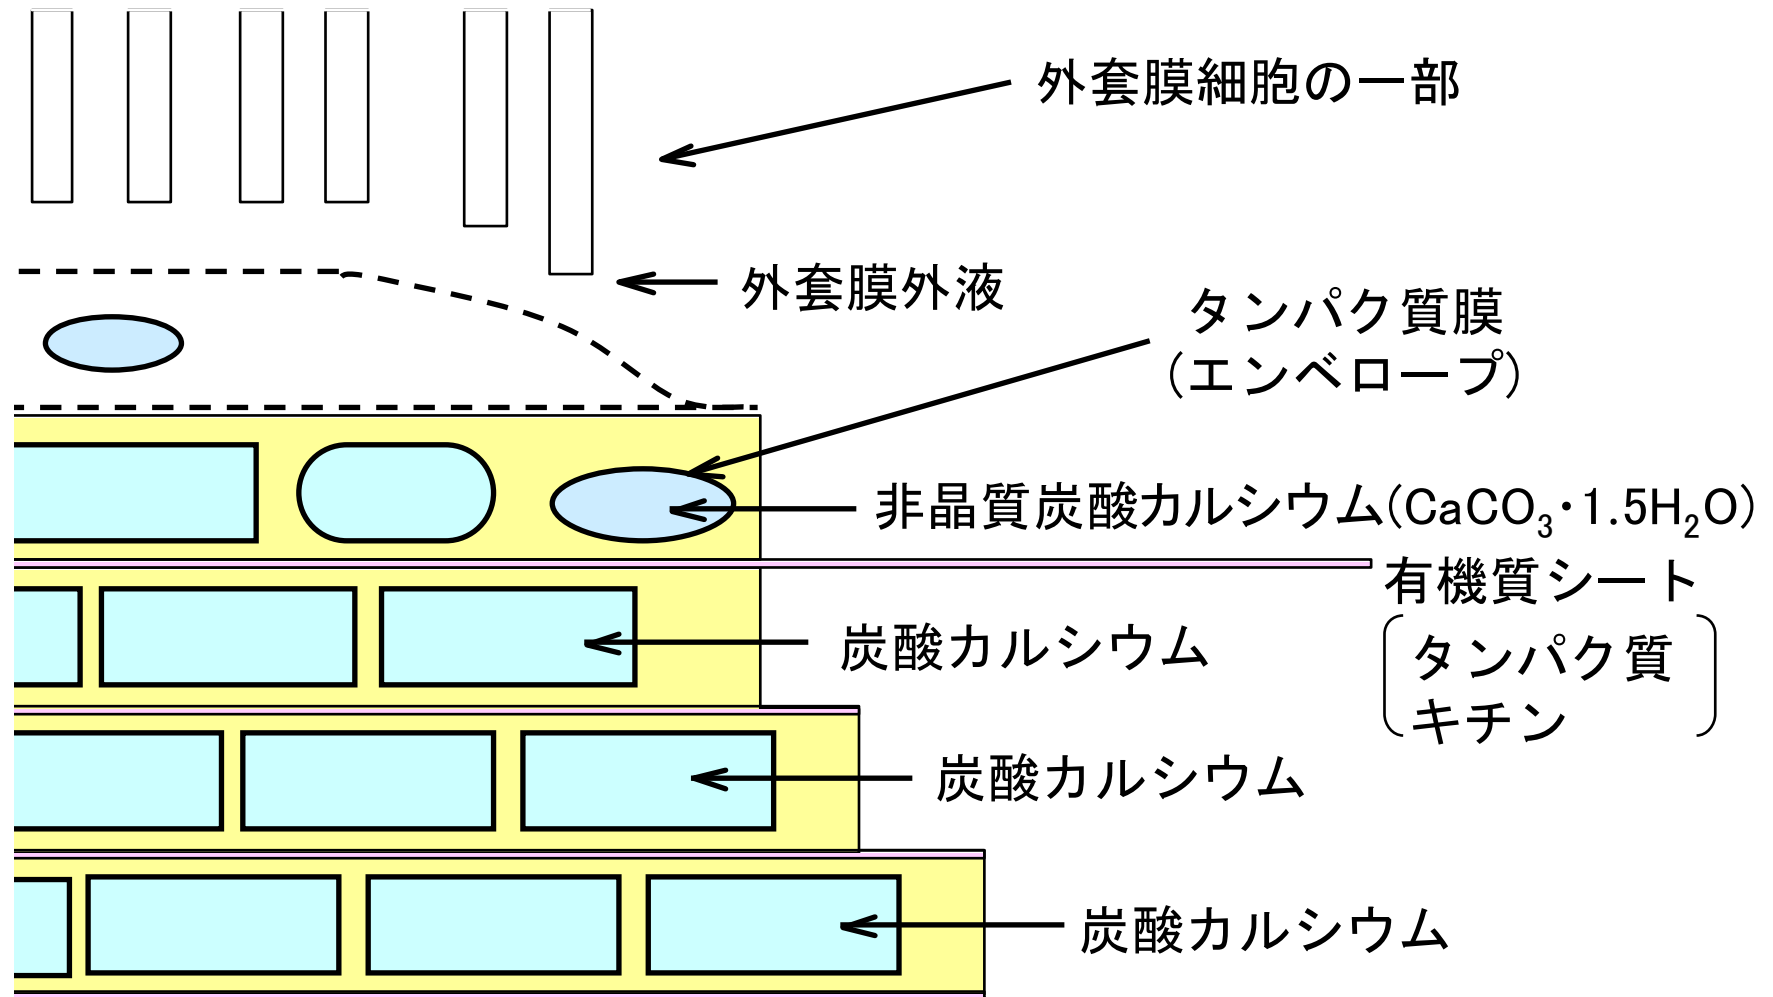 外套膜細胞の一部
外套膜外液
タンパク質膜
(エンベロープ)
非晶質炭酸カルシウム(CaCO₃・1.5H₂O)
有機質シート
タンパク質
キチン
炭酸カルシウム
炭酸カルシウム
炭酸カルシウム